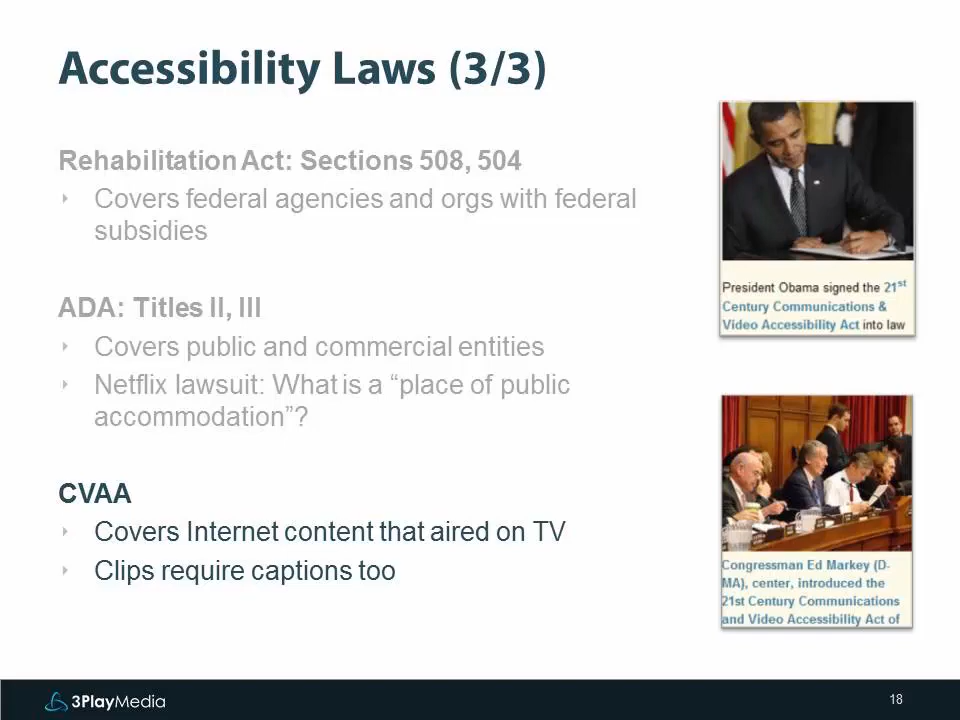 Accessibility Laws (3/3)
Rehabilitation Act: Sections 508, 504
Covers federal agencies and orgs with federal
subsidies
ADA: Titles II, III
Covers public and commercial entities
Netflix lawsuit: What is a “place of public
accommodation”?
CVAA
Covers Internet content that aired on TV
Clips require captions too
President Obama signed the 21st
Century Communications &
Video Accessibility Act into law
Congressman Ed Markey (D-
MA), center, introduced the
21st Century Communications
and Video Accessibility Act of
3PlayMedia
18